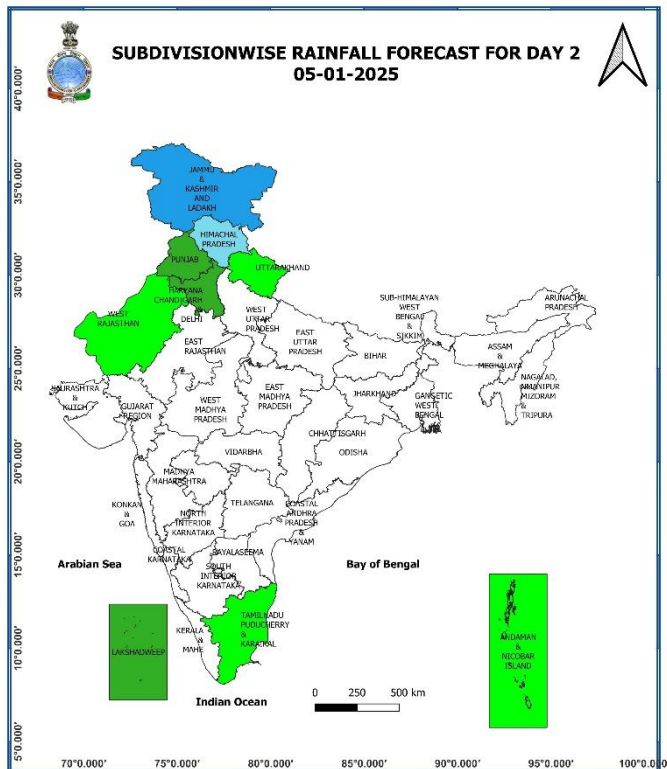 SUBDIVISIONWISE RAINFALL FORECAST FOR DAY 2
05-01-2025
40°0.000'
35°0.000'
30°0.000'
25°0.000'
20°0.000'
15°0.000'
10°0.000'
5°0.000'
JAMMU
&
KASHMIR
AND
LADAKH
HIMACHAL
PRADESH
PUNJAB
UTTARAKHAND
HARYANA
CHANDIGARH
DELHI
WEST
RAJASTHAN
WEST
UTTAR
PRADESH
EAST
RAJASTHAN
EAST
UTTAR
PRADESH
SUB-HIMALAYAN
WEST
BENGAL
&
SIKKIM
ARUNACHAL
PRADESH
ASSAM
&
MEGHALAYA
BIHAR
NAGALAD,
MANIPUR
MIZORAM
&
TRIPURA
SAURASHTRA
&
KUTCH
GUJARAT
REGION
WEST
MADHYA
PRADESH
EAST
MADHYA
PRADESH
JHARKHAND
GANGETIC
WEST
BENGAL
CHHATTISGARH
ODISHA
VIDARBHA
MADHYA
MAHARASHTRA
TELANGANA
KONKAN
&
GOA
NORTH
INTERIOR
KARNATAKA
COASTAL
ANDHRA
PRADESH
&
YANAM
COASTAL
KARNATAKA
RAYALASEEMA
SOUTH
INTERIOR
KARNATAKA
Arabian Sea
Bay of Bengal
TAMILNADU
PUDUCHERRY
&
KARAIKAL
KERALA
&
MAHE
LAKSHADWEEP
ANDAMAN
&
NICOBAR
ISLAND
Indian Ocean
0 250 500 km
70°0.000' 75°0.000' 80°0.000' 85°0.000' 90°0.000' 95°0.000' 100°0.000'